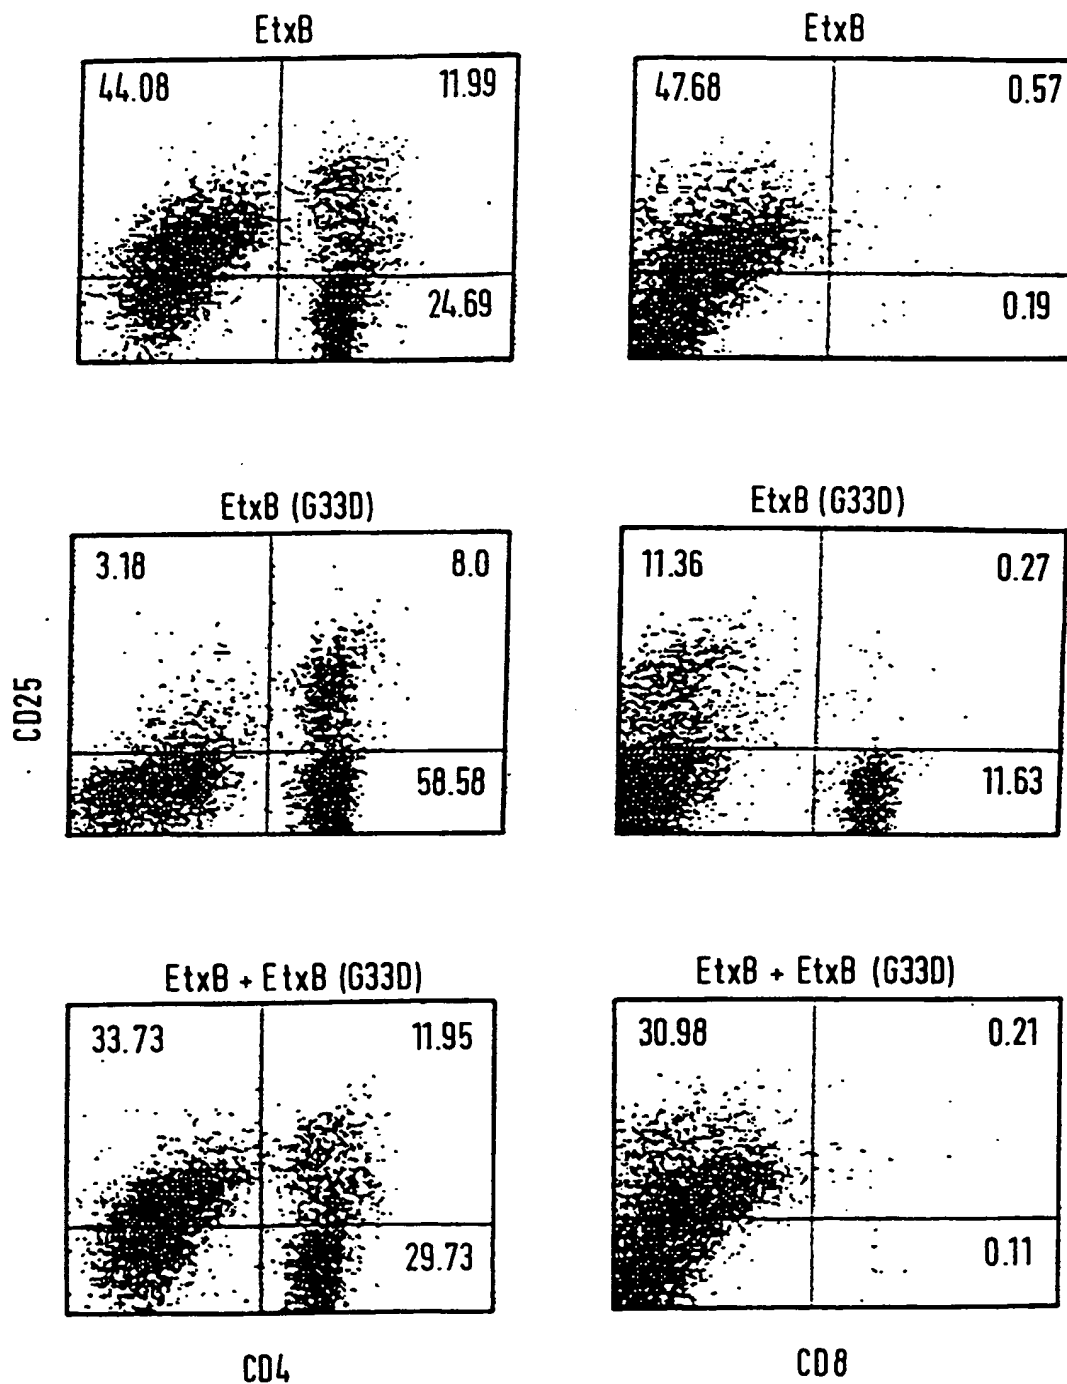 EtxB
EtxB
44.08
11.99
24.69
47.68
0.57
0.19
EtxB (G33D)
EtxB (G33D)
3.18
8.0
58.58
11.36
0.27
11.63
CD25
EtxB + EtxB (G33D)
EtxB + EtxB (G33D)
33.73
11.95
29.73
30.98
0.21
0.11
CD4
CD8